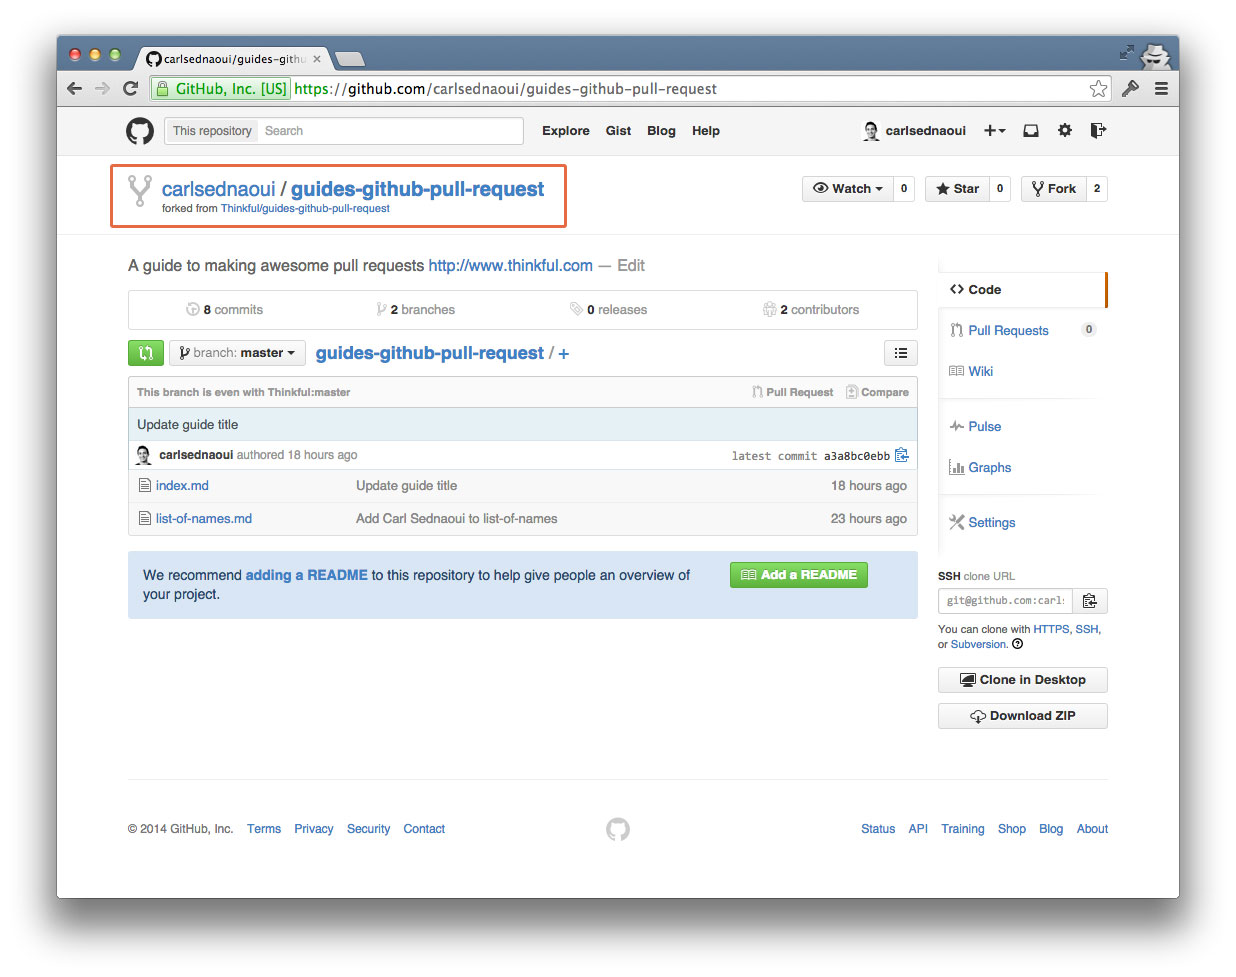 carlsednaoui/guides-githu
GitHub, Inc. [US] https://github.com/carlsednaoui/guides-github-pull-request
This repository Search Explore Gist Blog Help carlsednaoui
carlsednaoui / guides-github-pull-request
forked from Thinkful/guides-github-pull-request
Watch 0 Star 0 Fork 2
A guide to making awesome pull requests http://www.thinkful.com — Edit
8 commits 2 branches 0 releases 2 contributors
branch: master guides-github-pull-request / +
This branch is even with Thinkful:master Pull Request Compare
Update guide title
carlsednaoui authored 18 hours ago latest commit a3a8bc0ebb
index.md Update guide title 18 hours ago
list-of-names.md Add Carl Sednaoui to list-of-names 23 hours ago
We recommend adding a README to this repository to help give people an overview of
your project.
Add a README
Code
Pull Requests 0
Wiki
Pulse
Graphs
Settings
SSH clone URL
git@github.com:carls
You can clone with HTTPS, SSH,
or Subversion.
Clone in Desktop
Download ZIP
© 2014 GitHub, Inc. Terms Privacy Security Contact Status API Training Shop Blog About